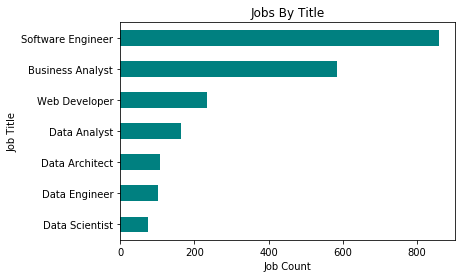 Jobs By Title
Software Engineer
Business Analyst
Web Developer
Data Analyst
Data Architect
Data Engineer
Data Scientist
Job Title
0 200 400 600 800
Job Count